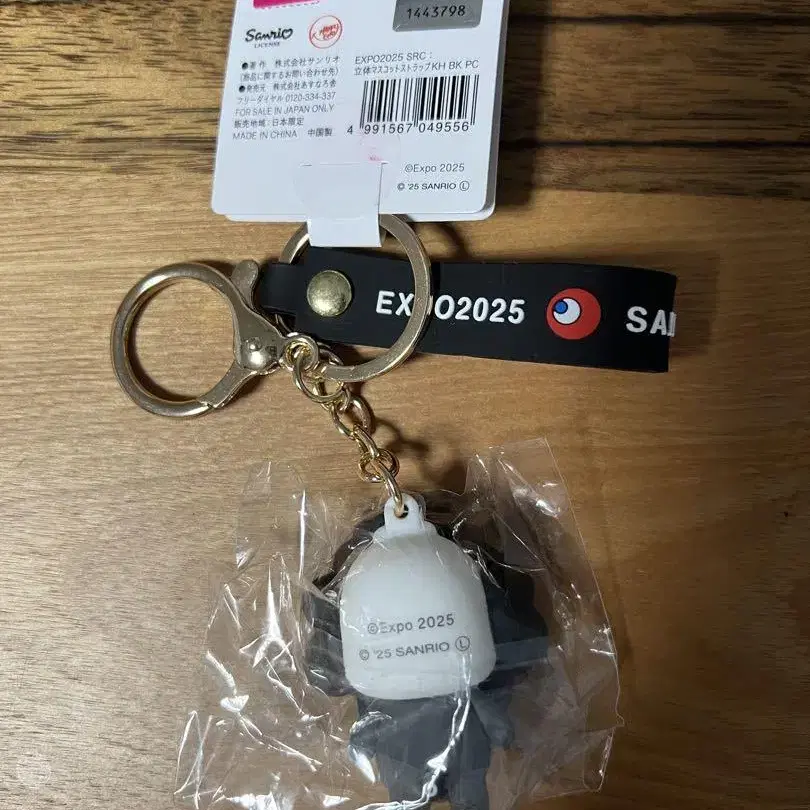 1443798
Sanrio
LICENSE
●著作 株式会社サンリオ
(商品に関するお問い合わせ先)
●発売元 株式会社あすなろ舎
フリーダイヤル 0120-334-337
FOR SALE IN JAPAN ONLY
販売地域:日本限定
MADE IN CHINA 中国製
EXPO2025 SRC:
立体マスコットストラップKH BK PC
4 991567 049556
©Expo 2025
© '25 SANRIO Ⓛ
EXPO2025 SA
©Expo 2025
© '25 SANRIO Ⓛ